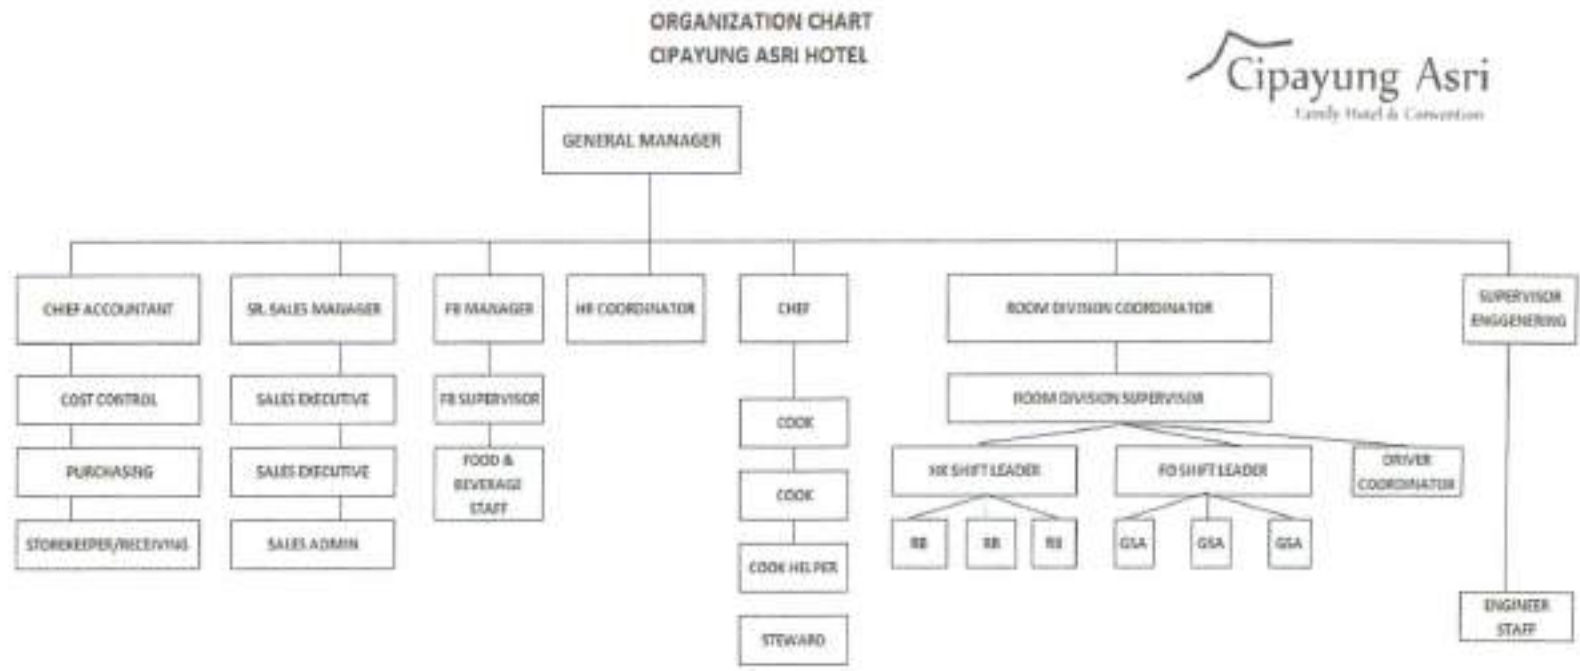 ORGANIZATION CHART
CIPAYUNG ASRI HOTEL
Cipayung Asri
Family Hotel & Convention
GENERAL MANAGER
CHIEF ACCOUNTANT
SR. SALES MANAGER
FB MANAGER
HR COORDINATOR
CHEF
ROOM DIVISION COORDINATOR
SUPERVISOR
ENGGENERING
COST CONTROL
SALES EXECUTIVE
FB SUPERVISOR
ROOM DIVISION SUPERVISOR
COOK
PURCHASING
SALES EXECUTIVE
FOOD &
BEVERAGE
STAFF
COOK
HK SHIFT LEADER
FO SHIFT LEADER
DRIVER
COORDINATOR
STOREKEEPER/RECEIVING
SALES ADMIN
COOK HELPER
RB
RB
RB
GSA
GSA
GSA
ENGINEER
STAFF
STEWARD